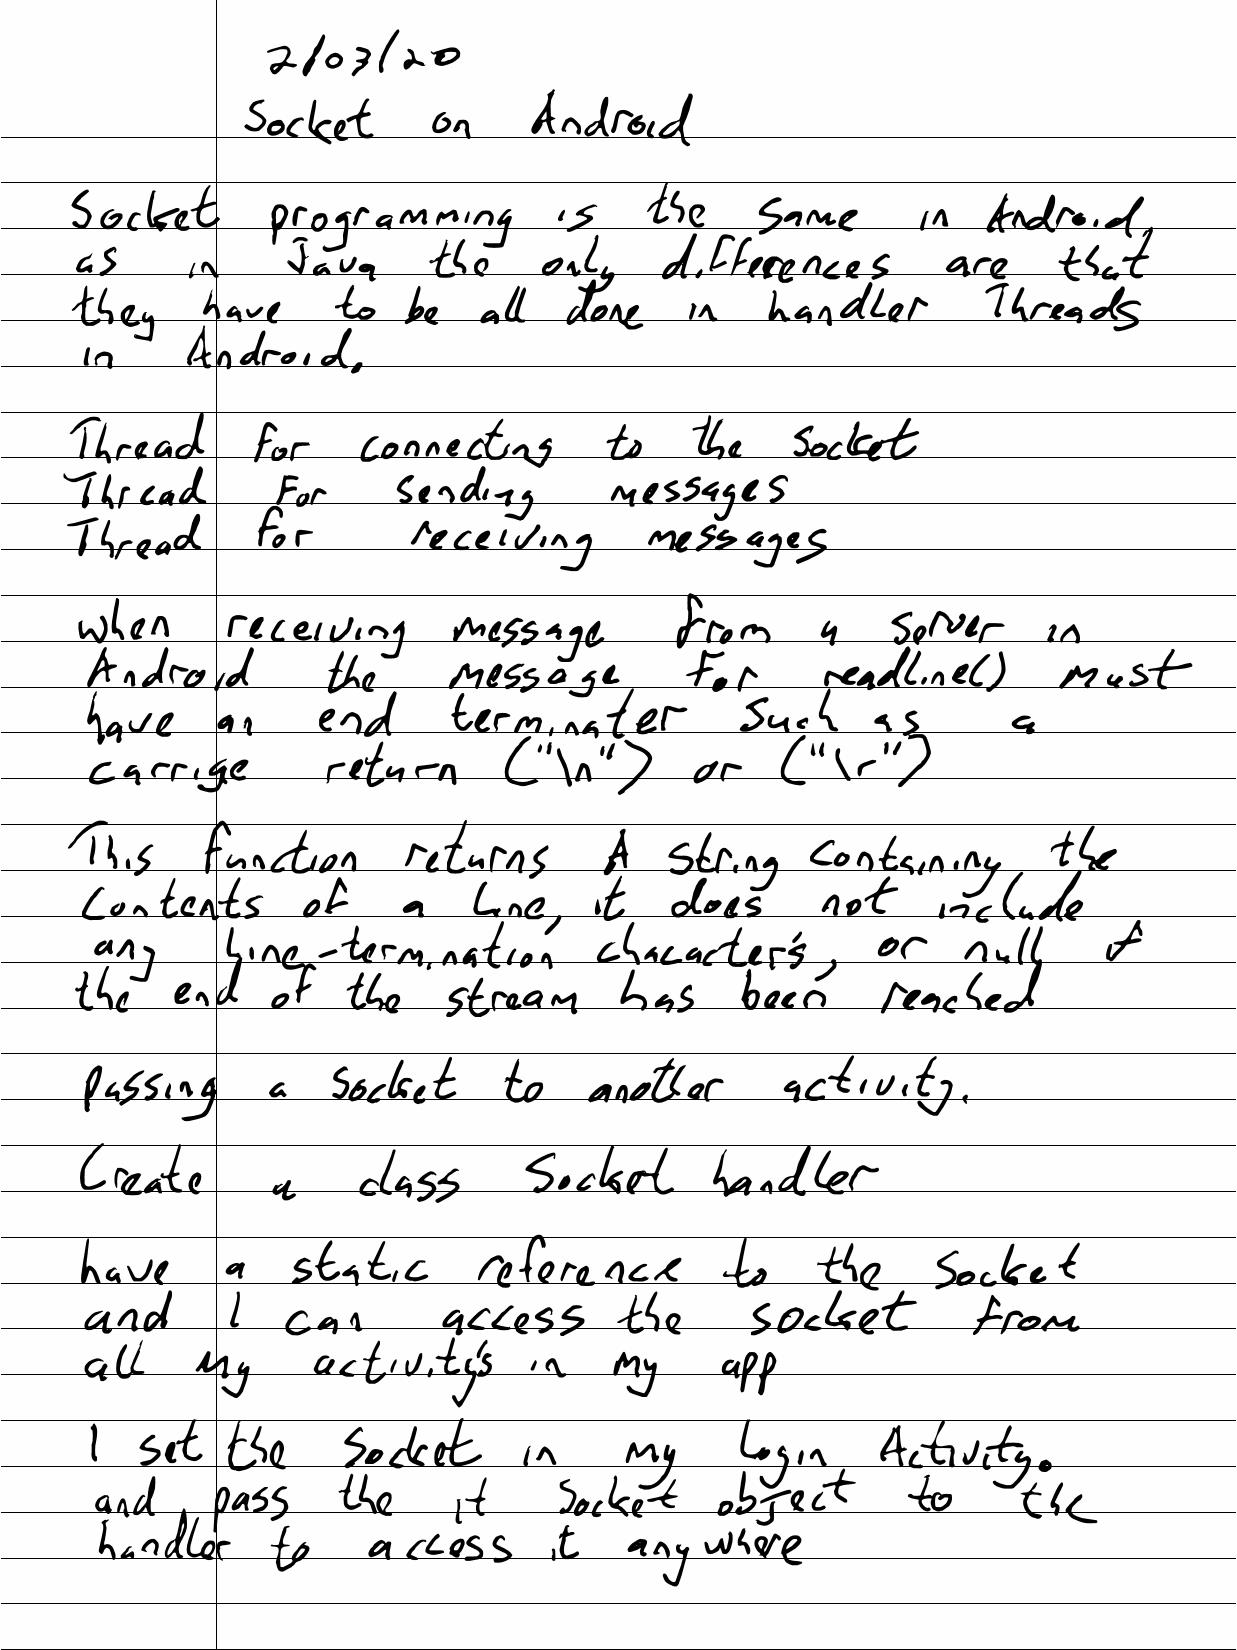 2/03/20
Socket on Android
Socket programming is the same in Android,
as in Java the only differences are that
they have to be all done in handler Threads
in Android.
Thread for connecting to the Socket
Thread For sending messages
Thread for receiving messages
when receiving message from a server in
Android the message for readline() must
have an end terminater such as a
carrige return ("\n") or ("\r")
This function returns A String containing the
contents of a line, it does not include
any line-termination character's, or null if
the end of the stream has been reached
passing a socket to another activity.
Create a class Socket handler
have a static reference to the Socket
and I can access the socket from
all my activity's in my app
I set the Socket in my Login Activity.
and pass the it Socket object to the
handler to access it anywhere